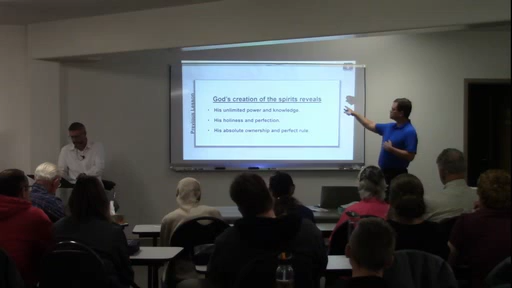 God's creation of the spirits reveals
• His unlimited power and knowledge.
• His holiness and perfection.
• His absolute ownership and perfect rule.
Previous Lesson